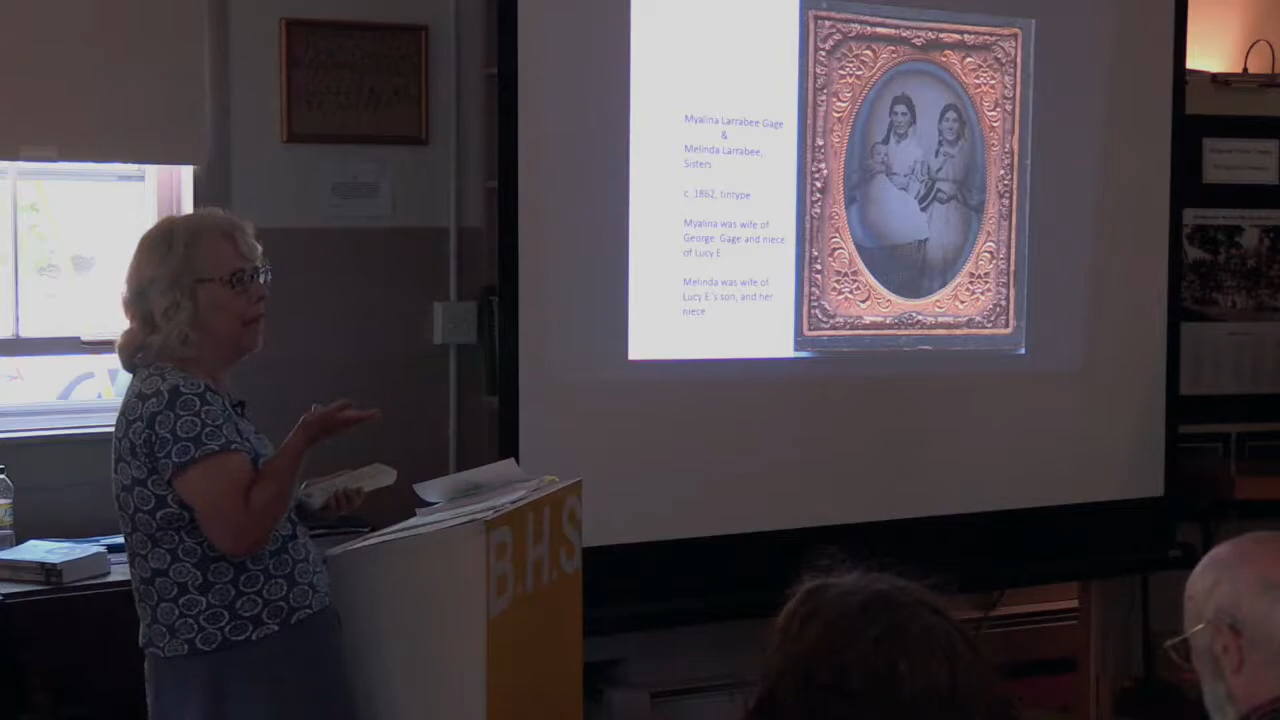 Myalina Larrabee Gage
&
Melinda Larrabee,
Sisters
c. 1862, tintype
Myalina was wife of
George Gage and niece
of Lucy E
Melinda was wife of
Lucy E.'s son, and her
niece
B.H.S